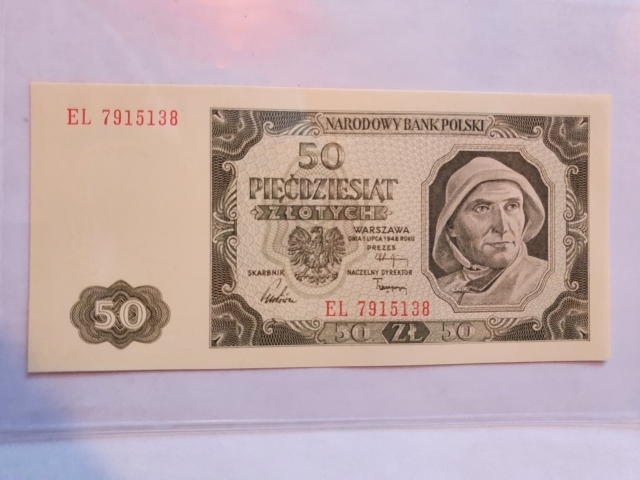 EL 7915138
NARODOWY BANK POLSKI
50
PIĘĆDZIESIĄT
ZŁOTYCH
WARSZAWA
DNIA 1 LIPCA 1948 ROKU
PREZES
SKARBNIK
NACZELNY DYREKTOR
EL 7915138
50
50 ZŁ 50